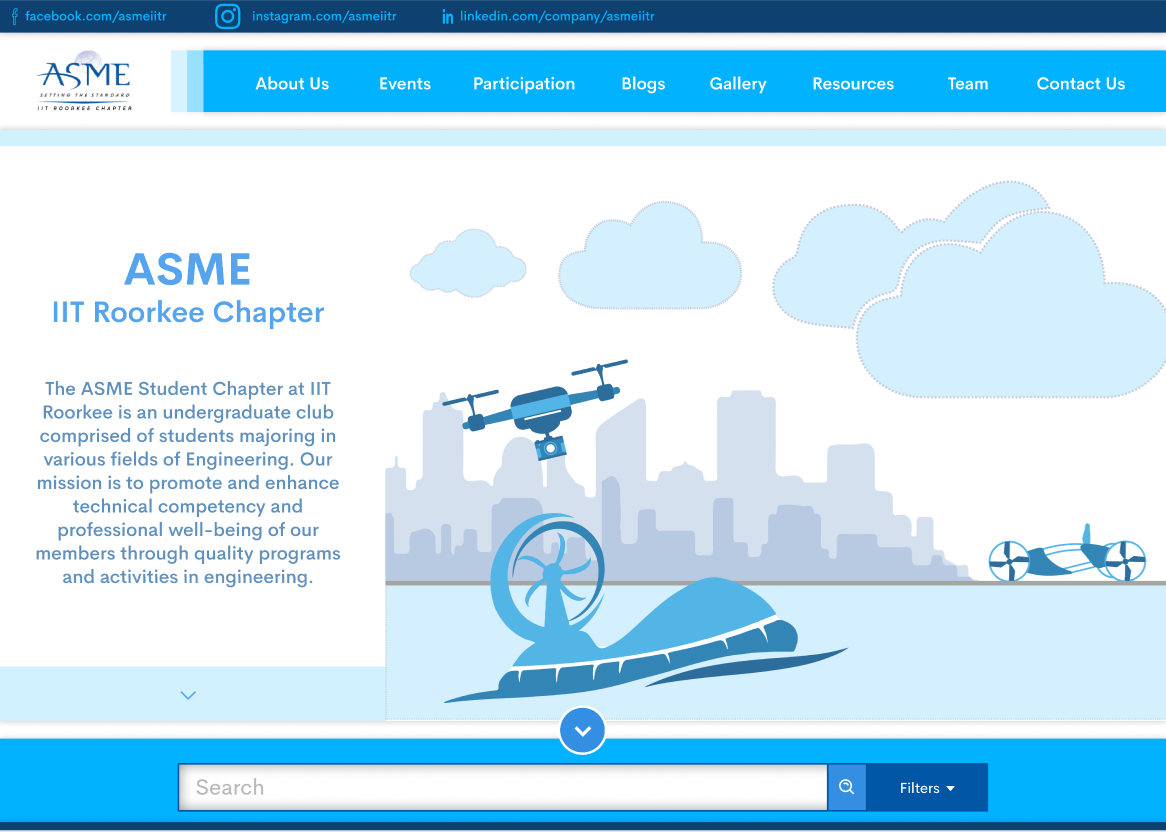 facebook.com/asmeiitr
instagram.com/asmeiitr
in linkedin.com/company/asmeiitr
ASME
SETTING THE STANDARD
IIT ROORKEE CHAPTER
About Us
Events
Participation
Blogs
Gallery
Resources
Team
Contact Us
ASME
IIT Roorkee Chapter
The ASME Student Chapter at IIT
Roorkee is an undergraduate club
comprised of students majoring in
various fields of Engineering. Our
mission is to promote and enhance
technical competency and
professional well-being of our
members through quality programs
and activities in engineering.
Search
Filters